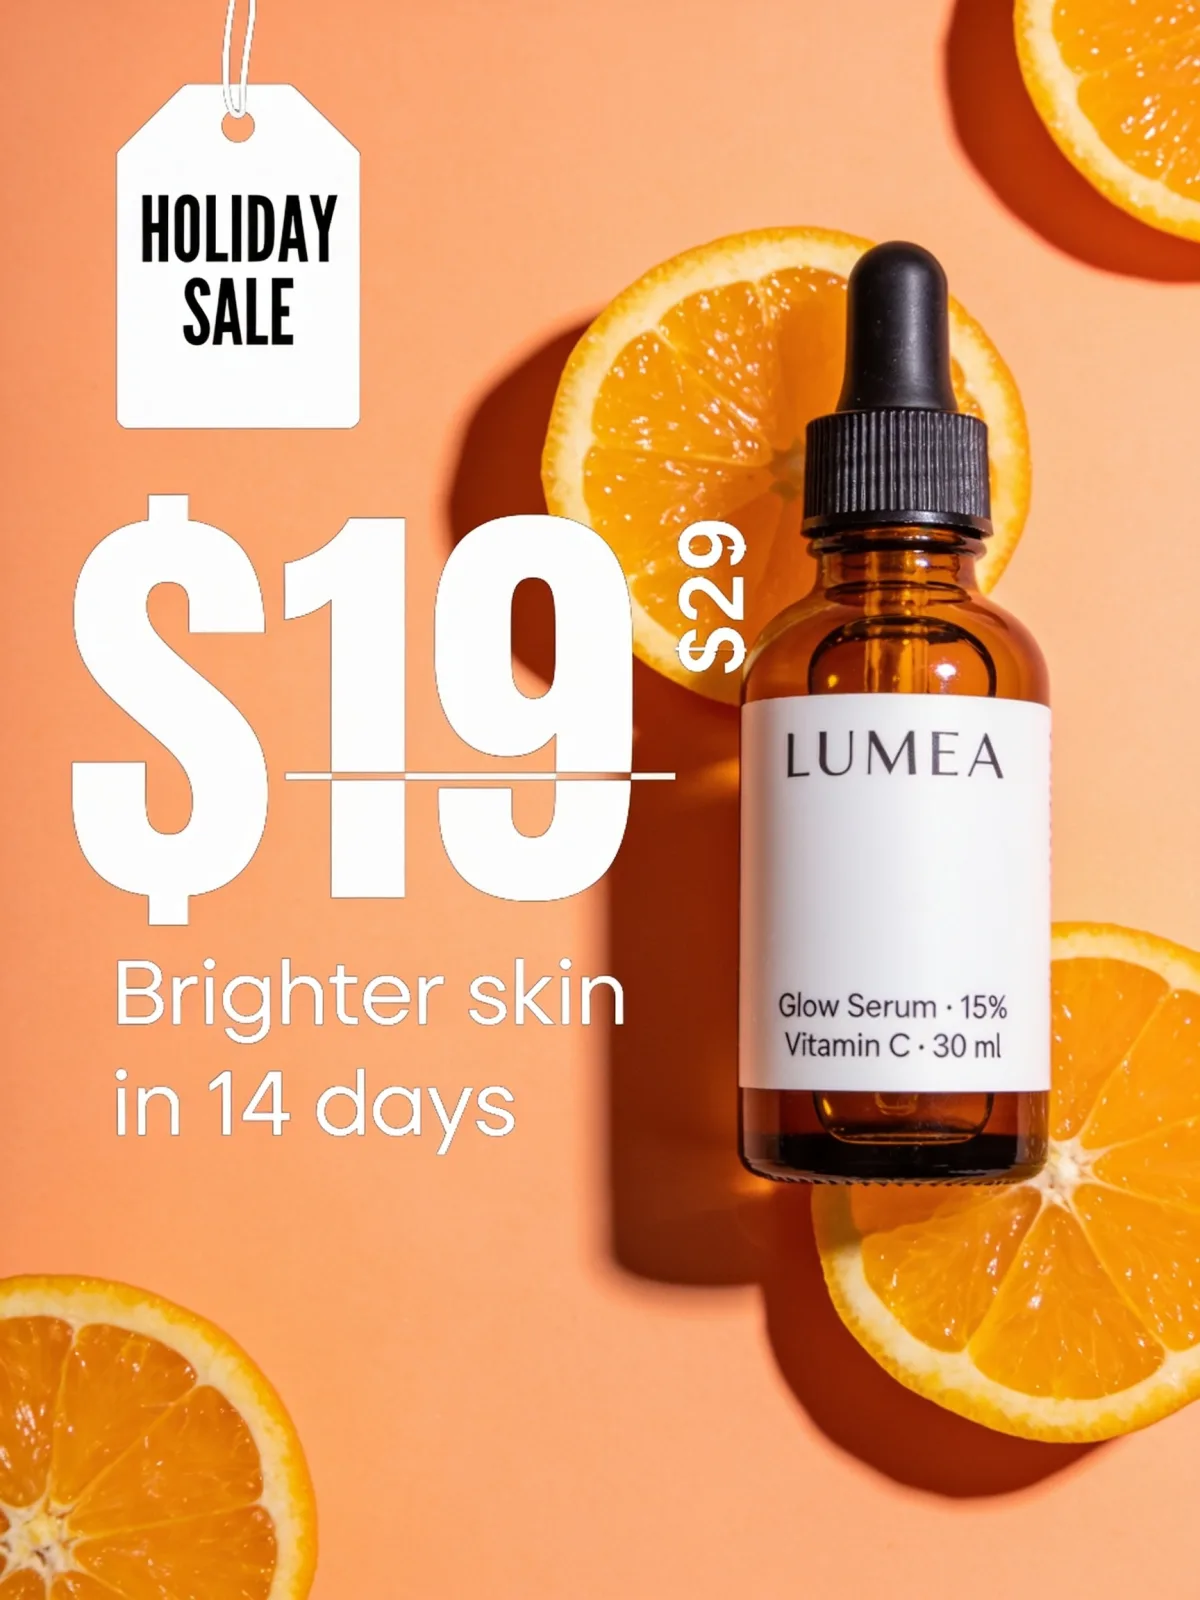 HOLIDAY
SALE
$19
$29
Brighter skin
in 14 days
LUMEA
Glow Serum · 15%
Vitamin C · 30 ml